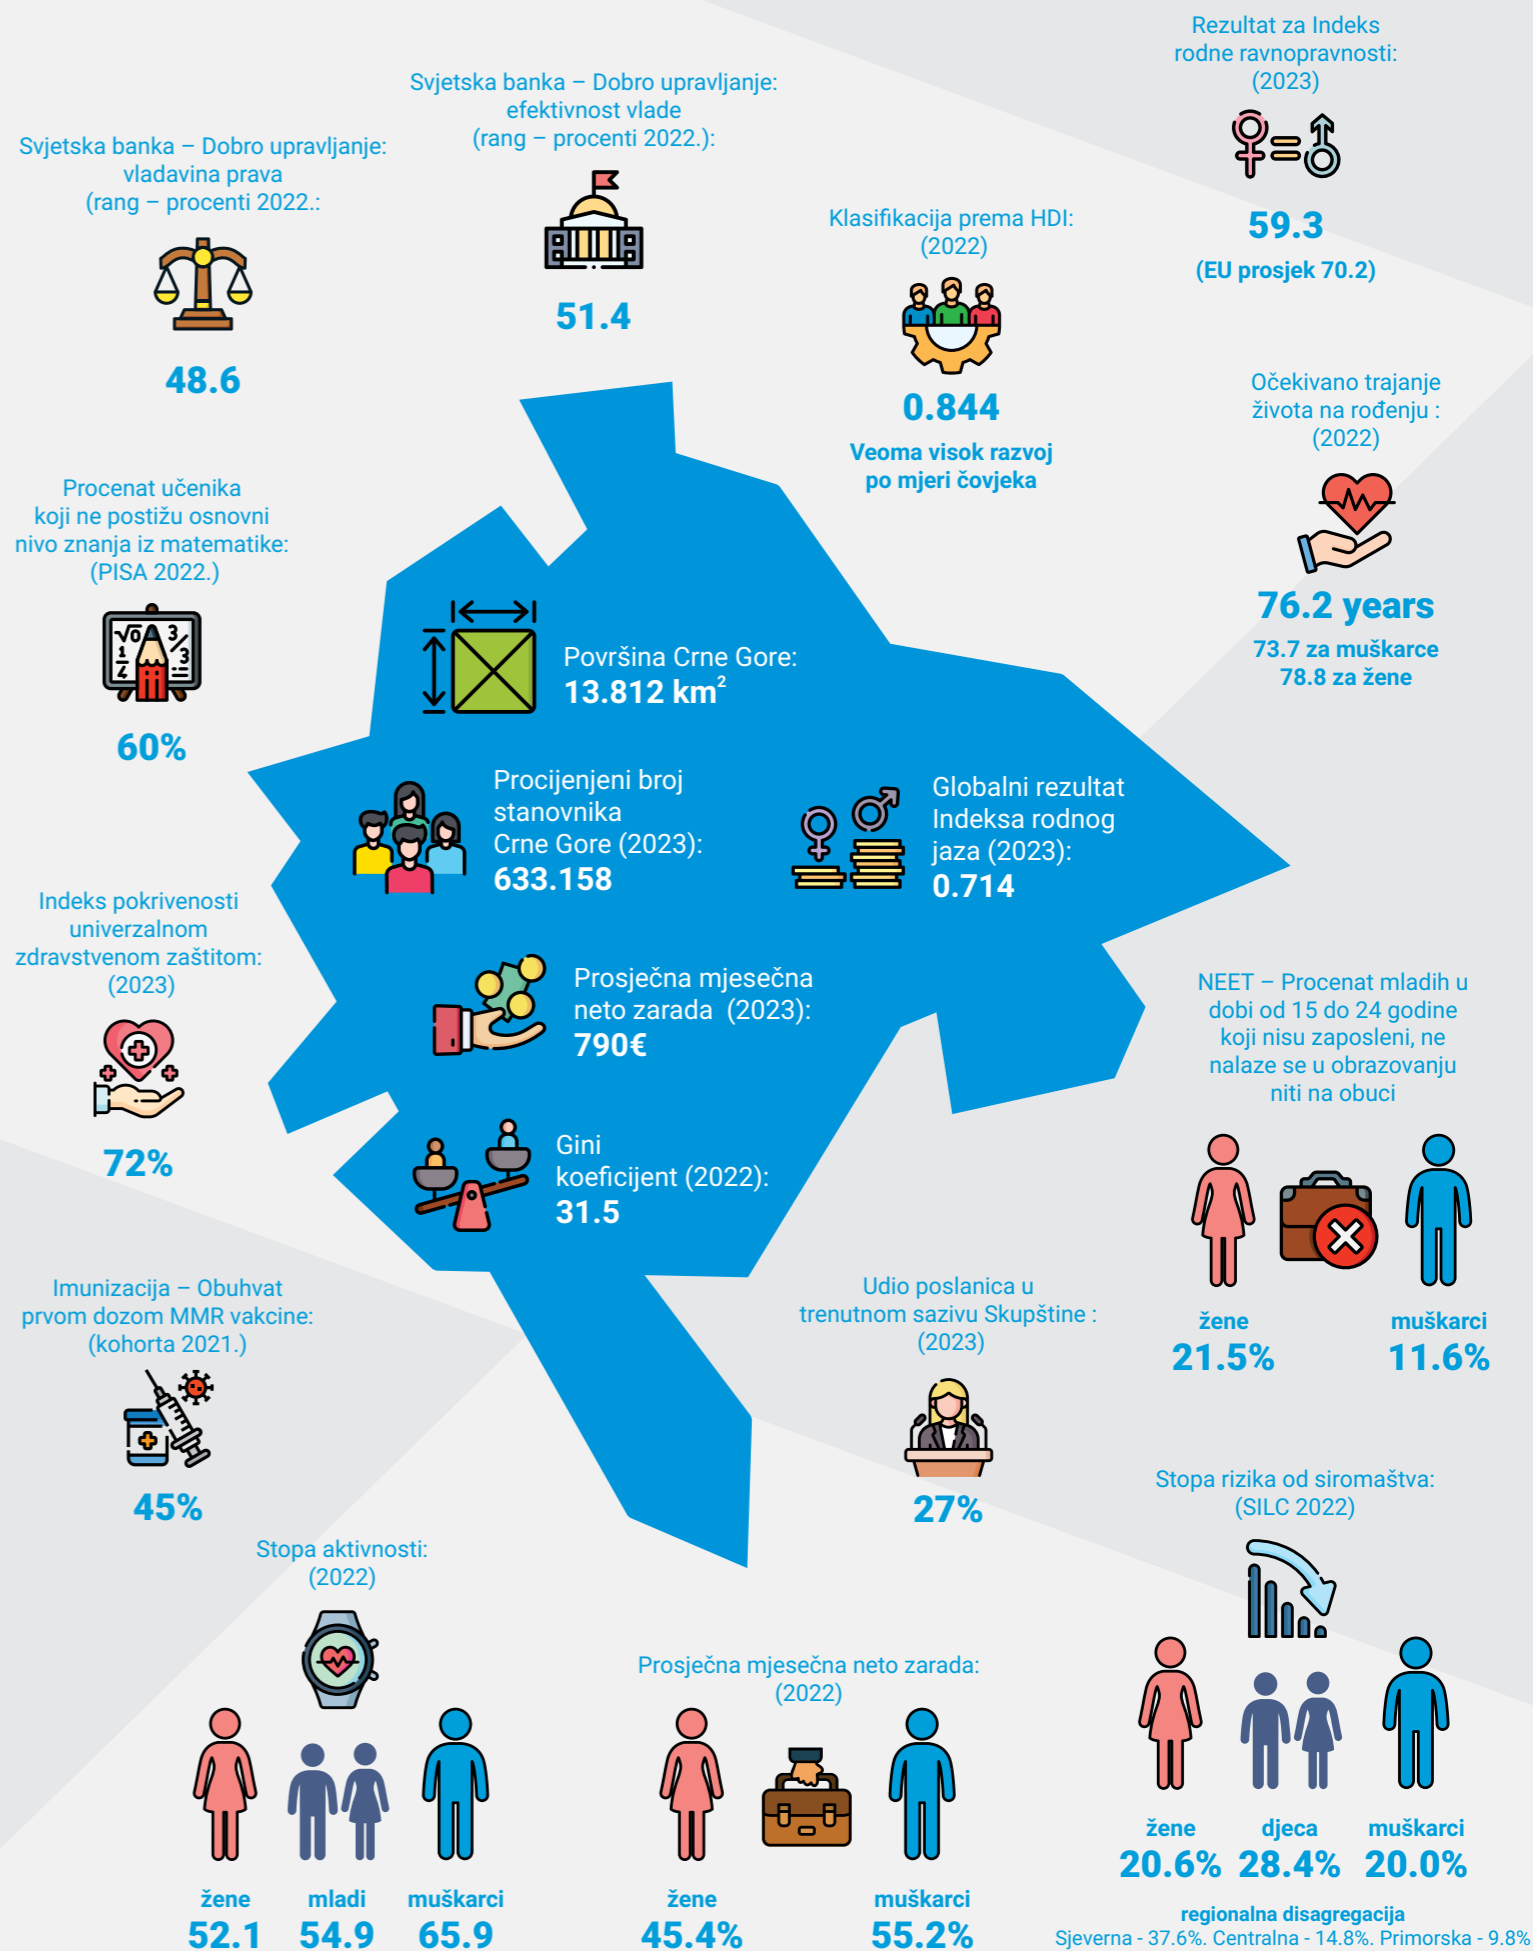 Rezultat za Indeks
rodne ravnopravnosti:
(2023)
59.3
(EU prosjek 70.2)
Svjetska banka – Dobro upravljanje:
efektivnost vlade
(rang – procenti 2022.):
51.4
Svjetska banka – Dobro upravljanje:
vladavina prava
(rang – procenti 2022.:
48.6
Klasifikacija prema HDI:
(2022)
0.844
Veoma visok razvoj
po mjeri čovjeka
Očekivano trajanje
života na rođenju :
(2022)
76.2 years
73.7 za muškarce
78.8 za žene
Procenat učenika
koji ne postižu osnovni
nivo znanja iz matematike:
(PISA 2022.)
√0 3/3
1/4 =
60%
Površina Crne Gore:
13.812 km²
Procijenjeni broj
stanovnika
Crne Gore (2023):
633.158
Globalni rezultat
Indeksa rodnog
jaza (2023):
0.714
Indeks pokrivenosti
univerzalnom
zdravstvenom zaštitom:
(2023)
72%
Prosječna mjesečna
neto zarada (2023):
790€
Gini
koeficijent (2022):
31.5
NEET – Procenat mladih u
dobi od 15 do 24 godine
koji nisu zaposleni, ne
nalaze se u obrazovanju
niti na obuci
žene muškarci
21.5% 11.6%
Imunizacija – Obuhvat
prvom dozom MMR vakcine:
(kohorta 2021.)
45%
Udio poslanica u
trenutnom sazivu Skupštine :
(2023)
27%
Stopa rizika od siromaštva:
(SILC 2022)
žene djeca muškarci
20.6% 28.4% 20.0%
regionalna disagregacija
Sjeverna - 37.6%. Centralna - 14.8%. Primorska - 9.8%
Stopa aktivnosti:
(2022)
žene mladi muškarci
52.1 54.9 65.9
Prosječna mjesečna neto zarada:
(2022)
žene muškarci
45.4% 55.2%